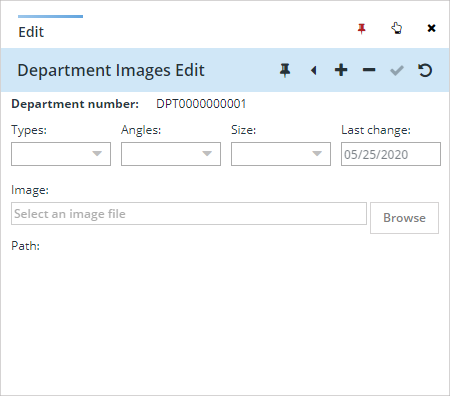 Edit
Department Images Edit
Department number: DPT0000000001
Types: Angles: Size: Last change:
05/25/2020
Image:
Select an image file Browse
Path: